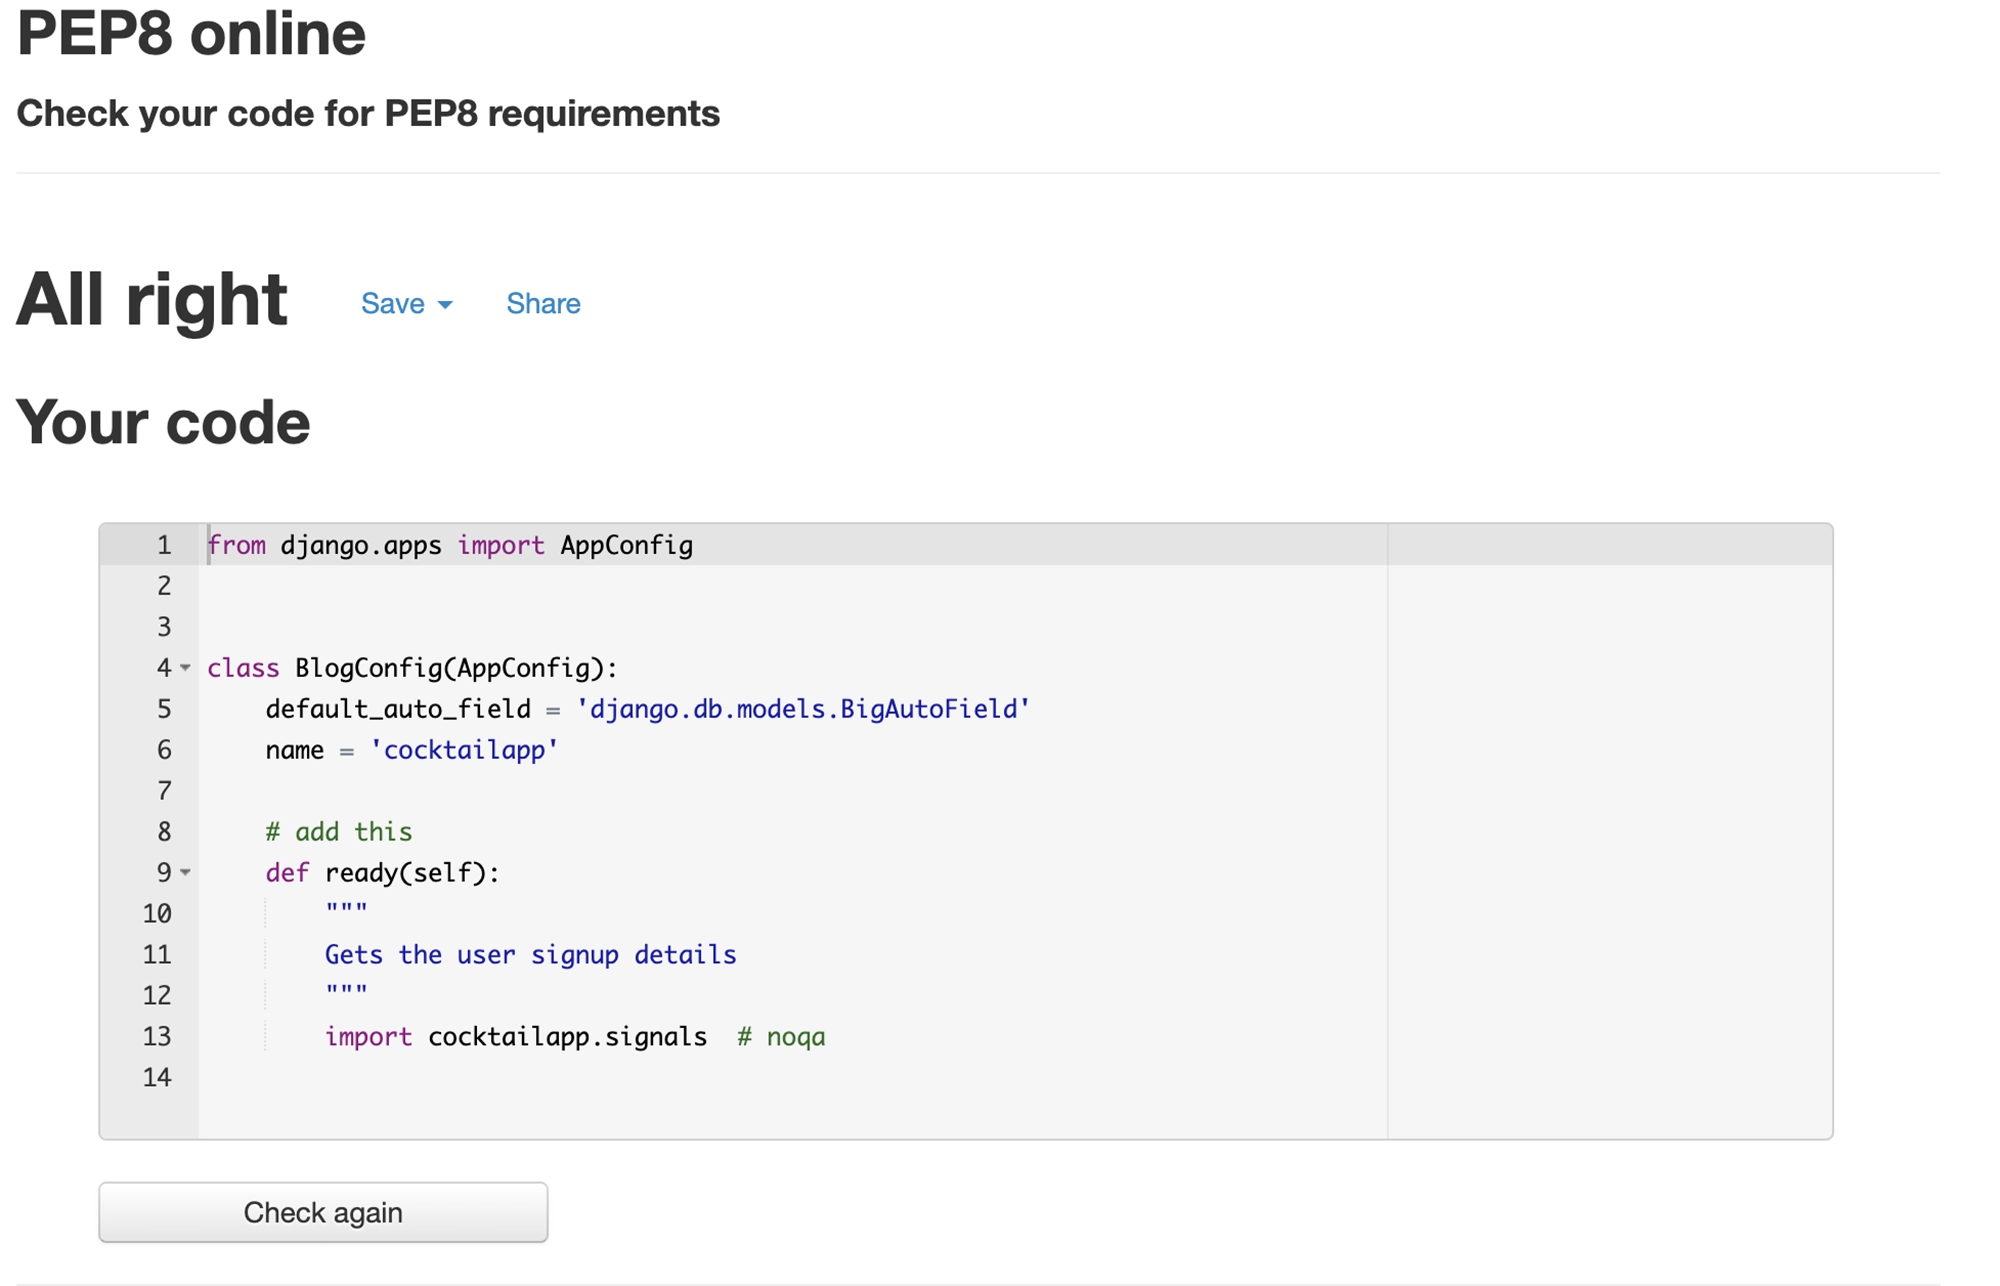 PEP8 online
Check your code for PEP8 requirements
All right Save Share
Your code
1 from django.apps import AppConfig
2
3
4 class BlogConfig(AppConfig):
5     default_auto_field = 'django.db.models.BigAutoField'
6     name = 'cocktailapp'
7
8     # add this
9     def ready(self):
10         """
11         Gets the user signup details
12         """
13         import cocktailapp.signals  # noqa
14
Check again